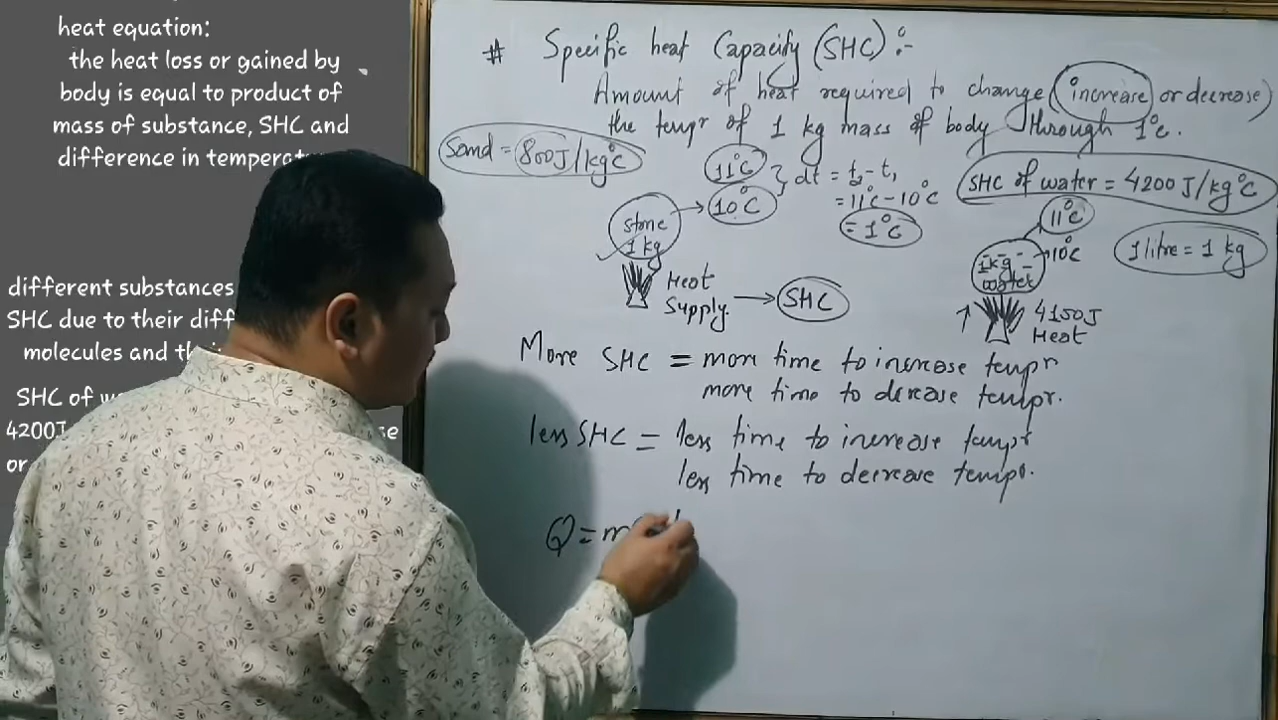 heat equation:
the heat loss or gained by
body is equal to product of
mass of substance, SHC and
difference in
different substances
SHC due to their
molecules and
SHC of
or
# Specific heat Capacity (SHC) :-
Amount of heat required to change (increase or decrease)
the tempr of 1 kg mass of body through 1°c.
Sand = 800J/kg°C
11°C
10°C
dt = t₂ - t₁
= 11°c - 10°C
= 1°C
SHC of water = 4200 J/kg°C
stone
1 kg
Heat
Supply.
SHC
11°c
10°C
1kg
water
4150J
Heat
1 litre = 1 kg
More SHC = more time to increase tempr
more time to decrease tempr.
less SHC = less time to increase tempr
less time to decrease tempr.
Q = m